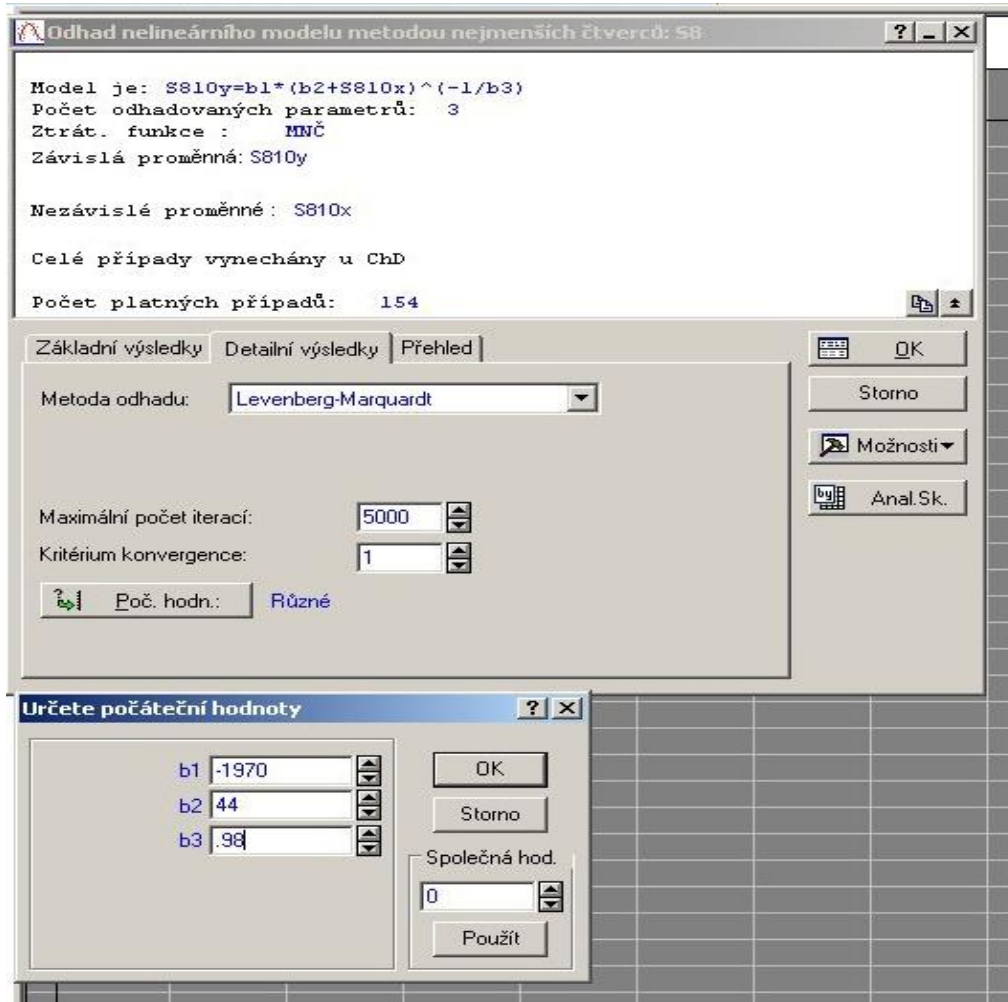 Odhad nelineárního modelu metodou nejmenších čtverců: S8
Model je: S810y=b1*(b2+S810x)^(-1/b3)
Počet odhadovaných parametrů: 3
Ztrát. funkce : MNČ
Závislá proměnná: S810y
Nezávislé proměnné : S810x
Celé případy vynechány u ChD
Počet platných případů: 154
Základní výsledky Detailní výsledky Přehled
OK
Metoda odhadu: Levenberg-Marquardt
Storno
Možnosti
by Anal.Sk.
Maximální počet iterací: 5000
Kritérium konvergence: 1
? Poč. hodn.: Různé
Určete počáteční hodnoty
b1 -1970
b2 44
b3 .98
OK
Storno
Společná hod.
0
Použít